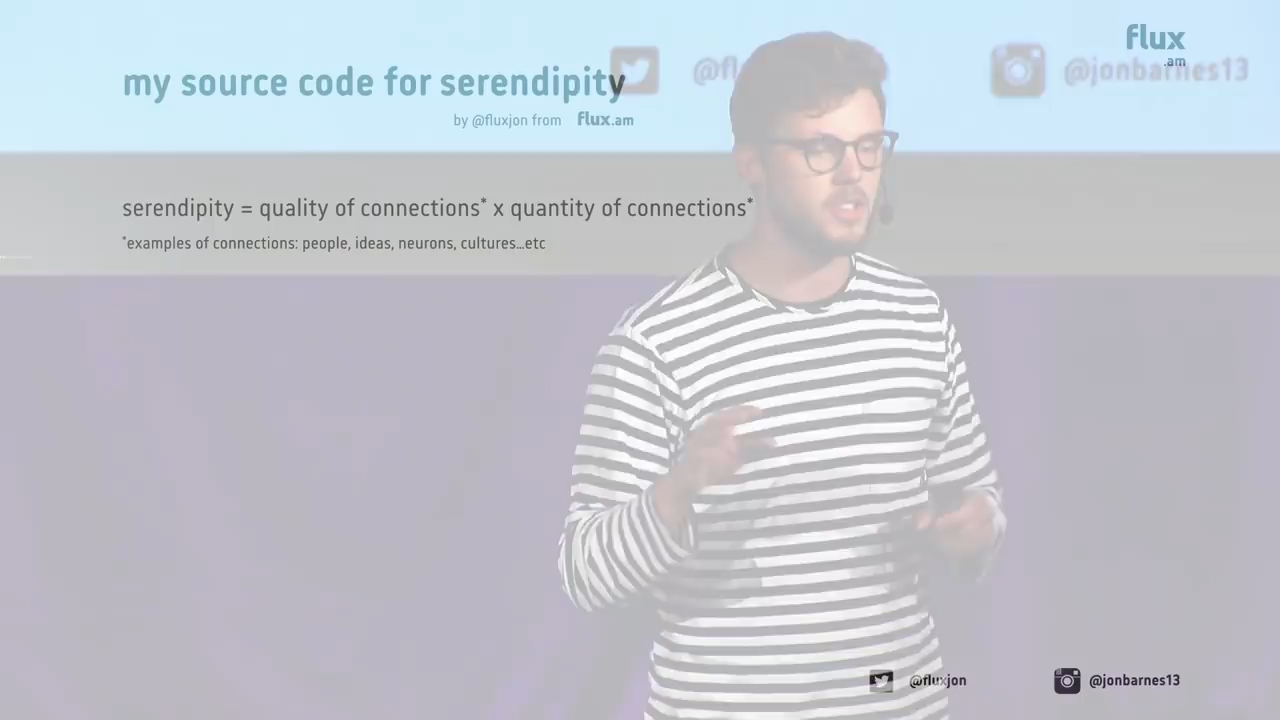 flux
.am
my source code for serendipity
@fl
@jonbarnes13
by @fluxjon from flux.am
serendipity = quality of connections* x quantity of connections*
*examples of connections: people, ideas, neurons, cultures...etc
@fluxjon
@jonbarnes13